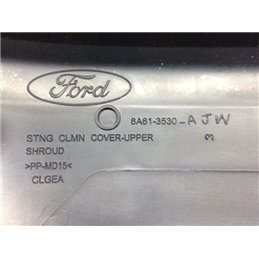 Ford
8A61-3530-AJW
STNG CLMN COVER-UPPER
SHROUD
>PP-MD15<
CLGEA